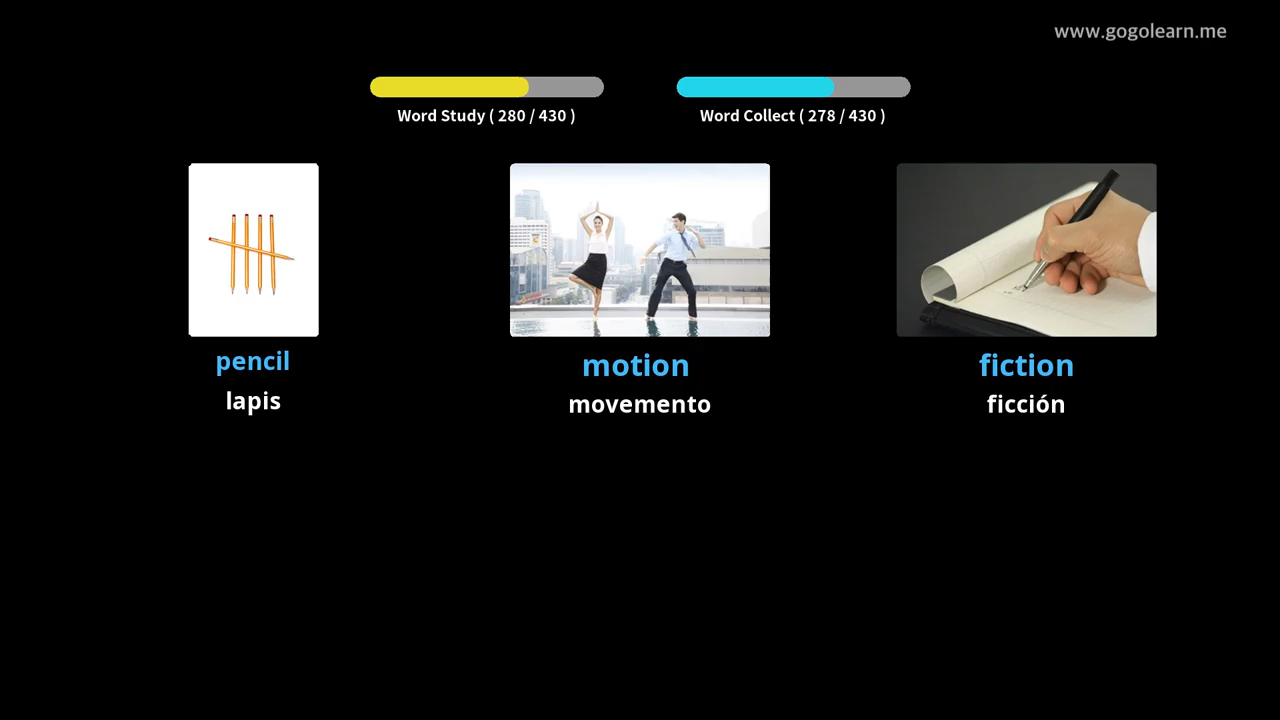 www.gogolearn.me
Word Study ( 280 / 430 )
Word Collect ( 278 / 430 )
pencil
lapis
motion
movemento
fiction
ficción